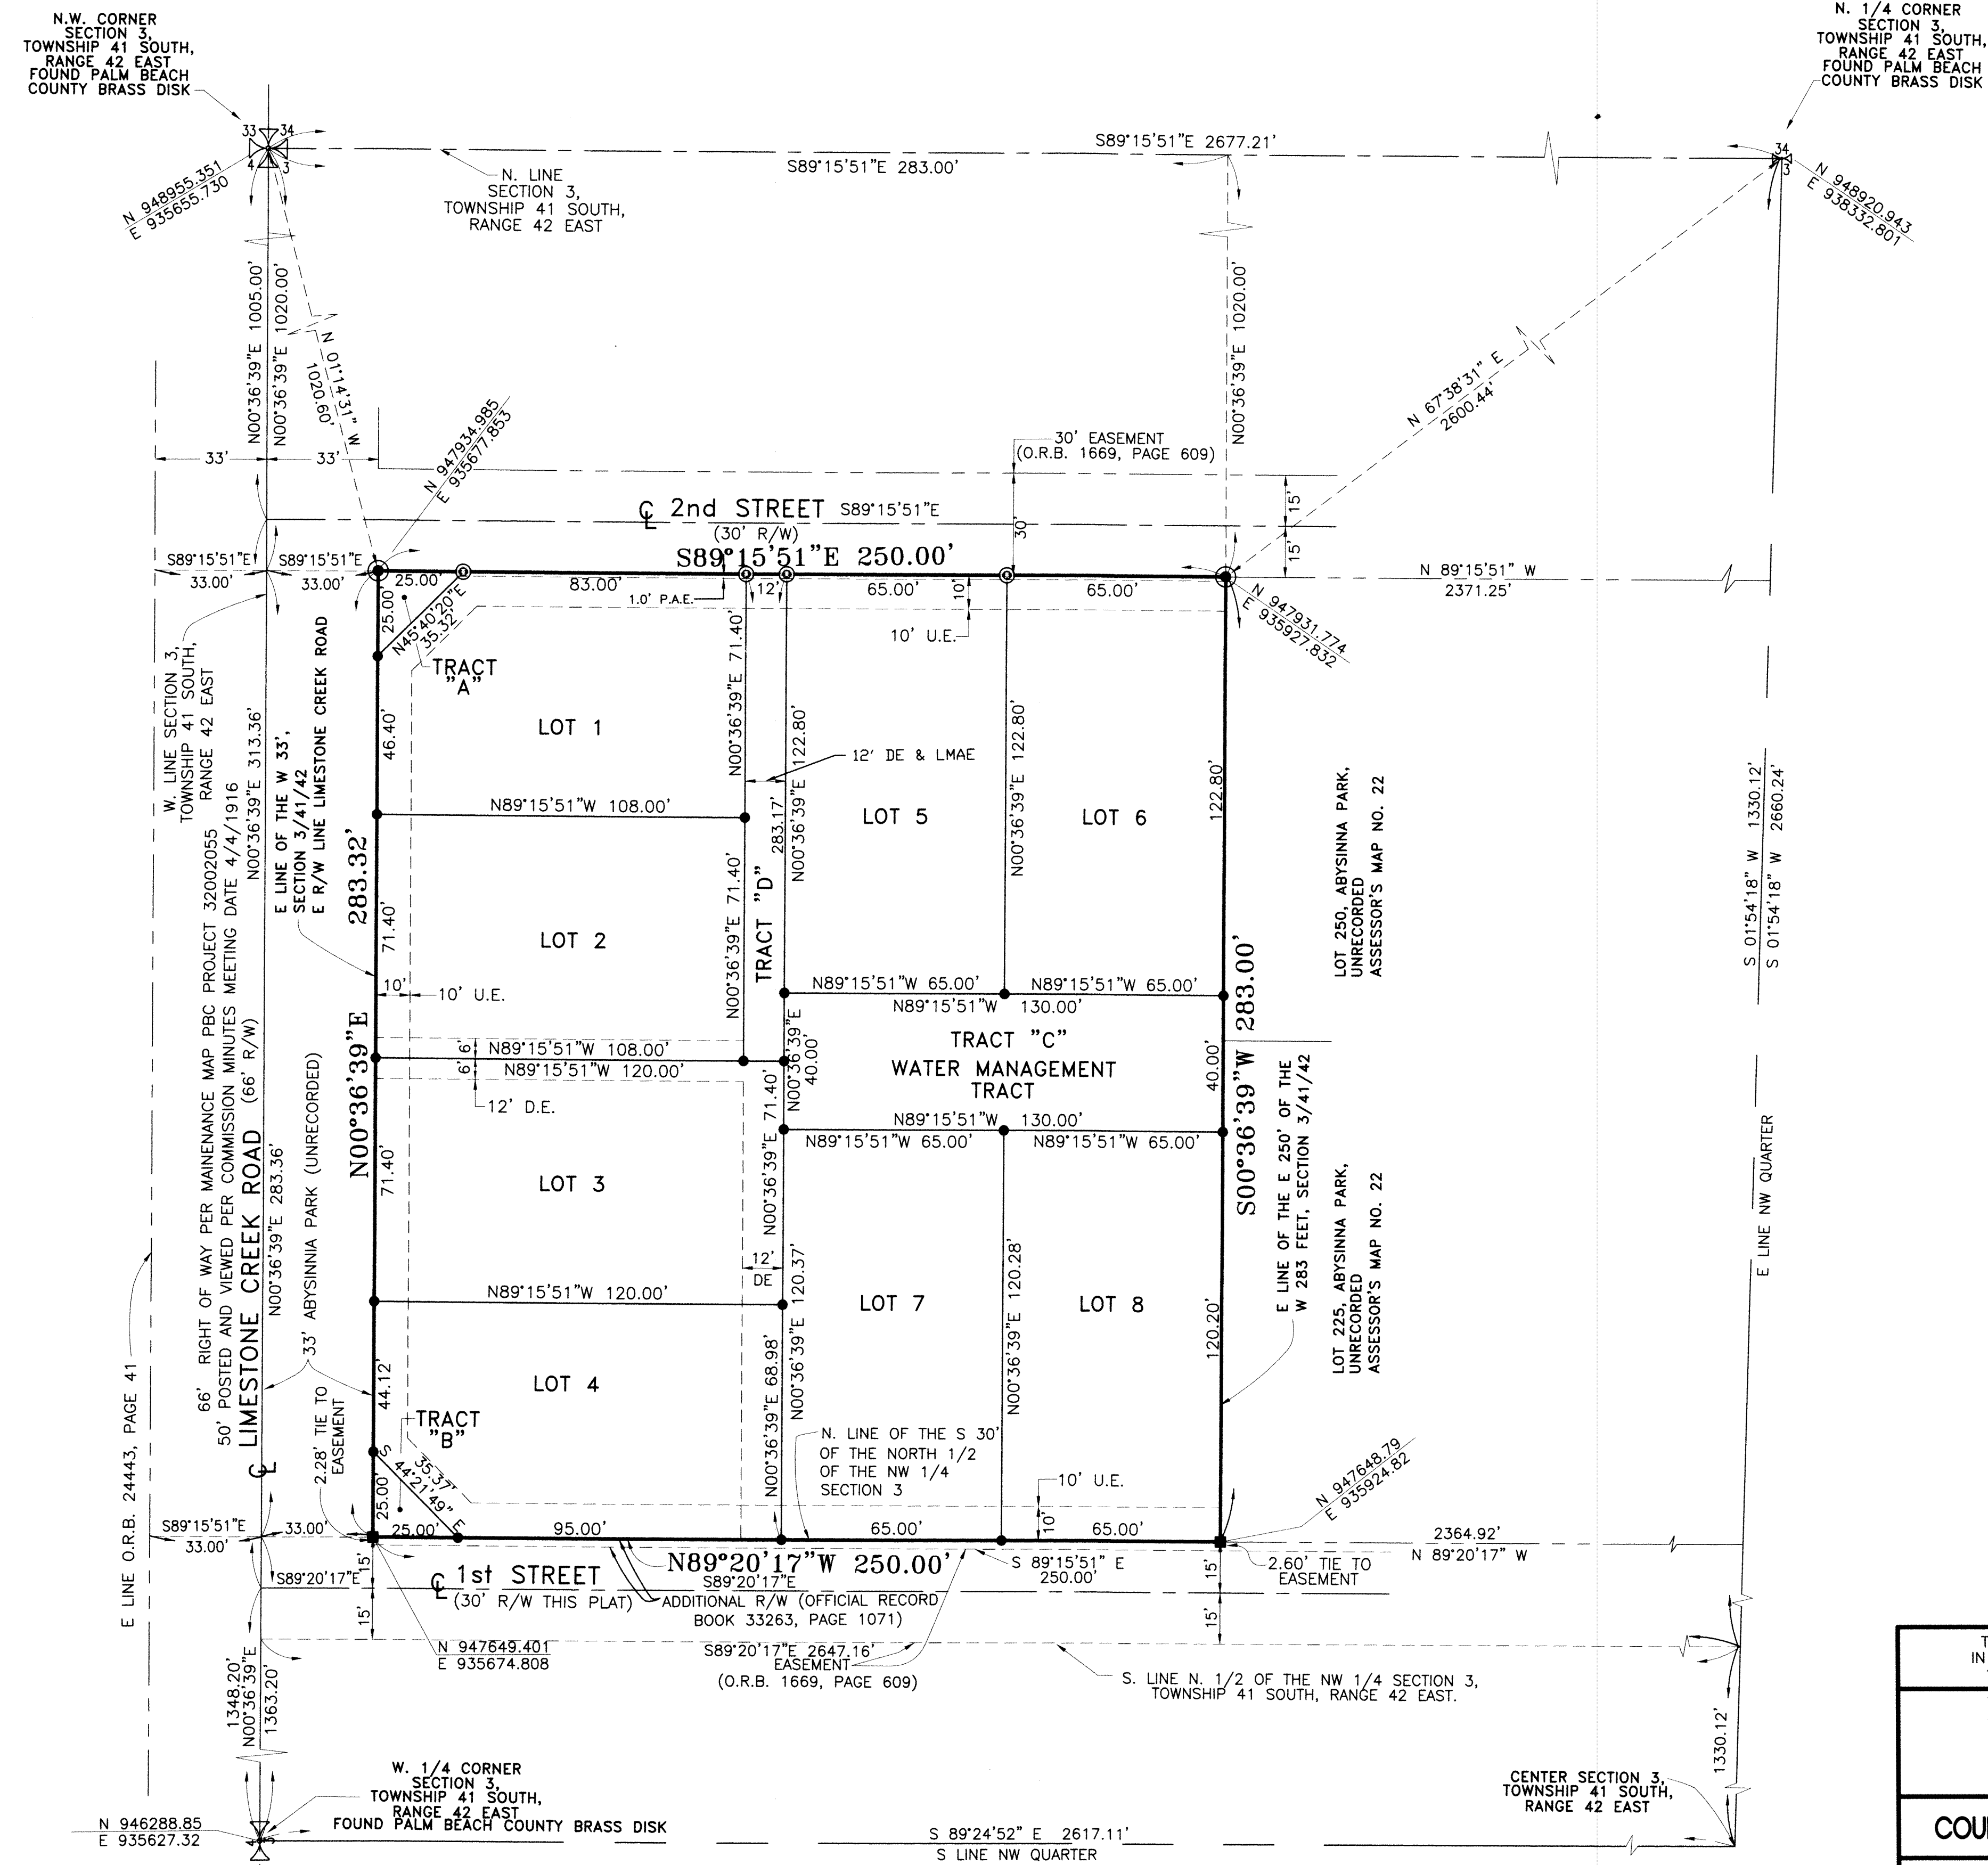 N.W. CORNER
SECTION 3,
TOWNSHIP 41 SOUTH,
RANGE 42 EAST
FOUND PALM BEACH
COUNTY BRASS DISK
N. 1/4 CORNER
SECTION 3,
TOWNSHIP 41 SOUTH,
RANGE 42 EAST
FOUND PALM BEACH
COUNTY BRASS DISK
33 34
4 3
34
3
N 948955.351
E 935655.730
N 948920.943
E 938332.801
S89°15'51"E 2677.21'
S89°15'51"E 283.00'
N. LINE
SECTION 3,
TOWNSHIP 41 SOUTH,
RANGE 42 EAST
N00°36'39"E 1005.00'
N00°36'39"E 1020.00'
N 01°14'31" W
1020.60'
N00°36'39"E 1020.00'
N 67°38'31" E
2600.44'
N 947934.985
E 935677.853
33'
33'
30' EASEMENT
(O.R.B. 1669, PAGE 609)
℄ 2nd STREET S89°15'51"E
(30' R/W)
30'
15'
15'
S89°15'51"E 250.00'
S89°15'51"E
33.00'
S89°15'51"E
33.00'
25.00'
83.00'
12'
65.00'
65.00'
1.0' P.A.E.
10'
10' U.E.
N 89°15'51" W
2371.25'
N 947931.774
E 935927.832
25.00'
N45°40'20"E
35.32'
TRACT
"A"
46.40'
LOT 1
N00°36'39"E 71.40'
12' DE & LMAE
N00°36'39"E 122.80'
283.17'
N00°36'39"E 122.80'
122.80'
LOT 5
LOT 6
N89°15'51"W 108.00'
LOT 2
71.40'
N00°36'39"E 71.40'
N00°36'39"E 71.40'
TRACT "D"
10'
10' U.E.
N89°15'51"W 65.00'
N89°15'51"W 65.00'
N89°15'51"W 130.00'
TRACT "C"
WATER MANAGEMENT
TRACT
N00°36'39"E
40.00'
40.00'
N89°15'51"W 130.00'
N89°15'51"W 65.00'
N89°15'51"W 65.00'
6'
6'
N89°15'51"W 108.00'
N89°15'51"W 120.00'
12' D.E.
LOT 3
71.40'
N00°36'39"E 71.40'
12'
DE
N89°15'51"W 120.00'
N00°36'39"E 120.37'
N00°36'39"E 120.28'
120.20'
LOT 7
LOT 8
LOT 4
44.12'
N00°36'39"E 68.98'
TRACT
"B"
25.00'
S 44°21'49" E
35.37'
N. LINE OF THE S 30'
OF THE NORTH 1/2
OF THE NW 1/4
SECTION 3
10' U.E.
10'
W. LINE SECTION 3,
TOWNSHIP 41 SOUTH,
RANGE 42 EAST
E LINE OF THE W 33',
SECTION 3/41/42
E R/W LINE LIMESTONE CREEK ROAD
N00°36'39"E 283.32'
N00°36'39"E 313.36'
N00°36'39"E 283.36'
66' RIGHT OF WAY PER MAINENANCE MAP PBC PROJECT 32002055
50' POSTED AND VIEWED PER COMMISSION MINUTES MEETING DATE 4/4/1916
LIMESTONE CREEK ROAD (66' R/W)
℄
33' ABYSINNIA PARK (UNRECORDED)
2.28' TIE TO
EASEMENT
E LINE O.R.B. 24443, PAGE 41
S00°36'39"W 283.00'
E LINE OF THE E 250' OF THE
W 283 FEET, SECTION 3/41/42
LOT 250, ABYSINNA PARK,
UNRECORDED
ASSESSOR'S MAP NO. 22
LOT 225, ABYSINNA PARK,
UNRECORDED
ASSESSOR'S MAP NO. 22
S 01°54'18" W 1330.12'
S 01°54'18" W 2660.24'
E LINE NW QUARTER
N 947648.79
E 935924.82
S89°15'51"E
33.00'
33.00'
25.00'
95.00'
65.00'
65.00'
N89°20'17"W 250.00'
S 89°15'51" E
250.00'
2.60' TIE TO
EASEMENT
2364.92'
N 89°20'17" W
S89°20'17"E
15'
15'
15'
15'
℄ 1st STREET
(30' R/W THIS PLAT)
S89°20'17"E
ADDITIONAL R/W (OFFICIAL RECORD
BOOK 33263, PAGE 1071)
N 947649.401
E 935674.808
S89°20'17"E 2647.16'
EASEMENT
(O.R.B. 1669, PAGE 609)
S. LINE N. 1/2 OF THE NW 1/4 SECTION 3,
TOWNSHIP 41 SOUTH, RANGE 42 EAST.
1348.20'
N00°36'39"E
1363.20'
1330.12'
W. 1/4 CORNER
SECTION 3,
TOWNSHIP 41 SOUTH,
RANGE 42 EAST
FOUND PALM BEACH COUNTY BRASS DISK
N 946288.85
E 935627.32
4 3
CENTER SECTION 3,
TOWNSHIP 41 SOUTH,
RANGE 42 EAST
S 89°24'52" E 2617.11'
S LINE NW QUARTER
T
IN
COU